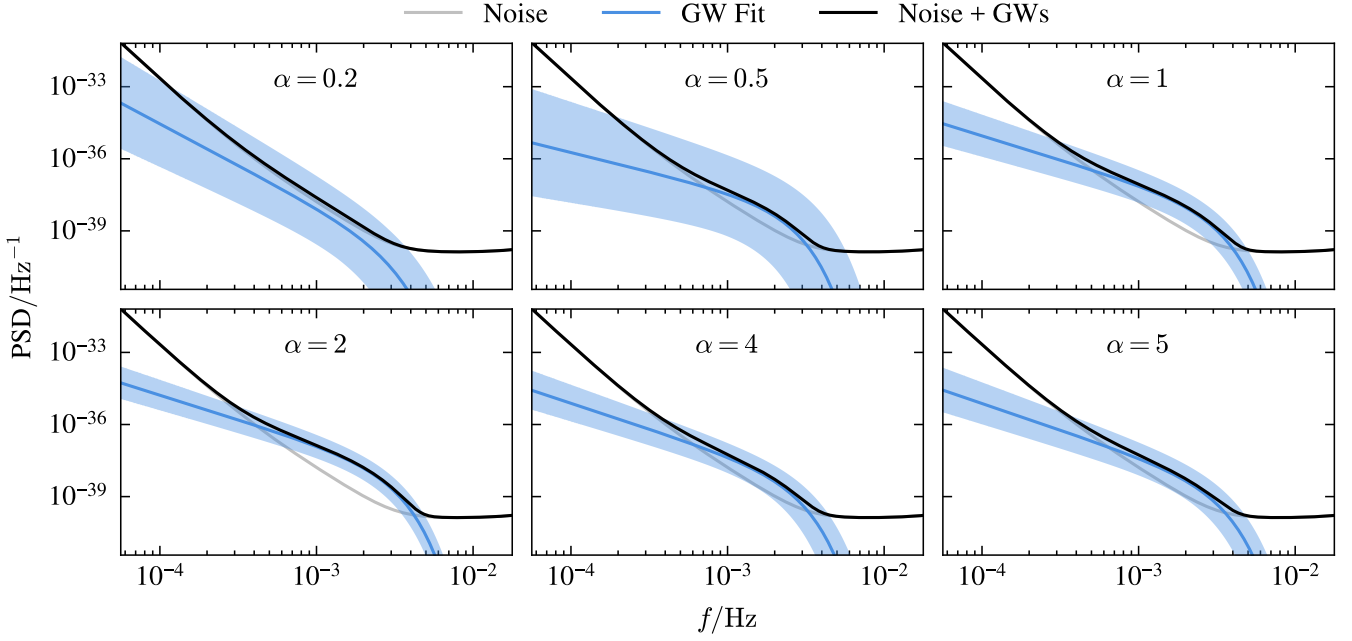 Noise GW Fit Noise + GWs
α = 0.2 α = 0.5 α = 1
10⁻³³
10⁻³⁶
10⁻³⁹
PSD/Hz⁻¹
α = 2 α = 4 α = 5
10⁻³³
10⁻³⁶
10⁻³⁹
10⁻⁴ 10⁻³ 10⁻² 10⁻⁴ 10⁻³ 10⁻² 10⁻⁴ 10⁻³ 10⁻²
f/Hz